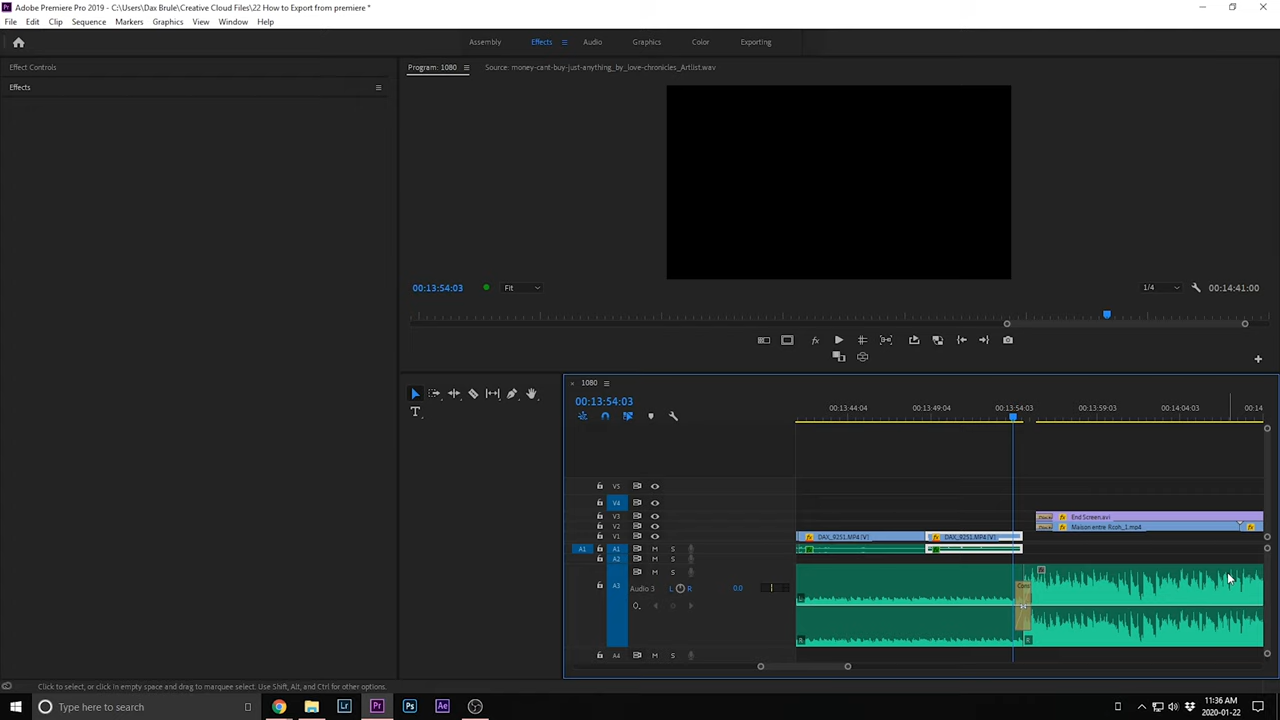 Adobe Premiere Pro 2019 - C:\Users\Dax Brule\Creative Cloud Files\22 How to Export from premiere *
File Edit Clip Sequence Markers Graphics View Window Help
Assembly Effects Audio Graphics Color Exporting
Effect Controls
Program: 1080 Source: money-cant-buy-just-anything_by_love-chronicles_Artlist.wav
Effects
00:13:54:03 Fit 1/4 00:14:41:00
1080
00:13:54:03
00:13:44:04 00:13:49:04 00:13:54:03 00:13:59:03 00:14:04:03 00:14
V5
V4
V3 End Screen.avi
V2 Maison entre Ricoh_1.mp4
V1 DAX_9251.MP4 [V] DAX_9251.MP4 [V]
A1 A1 M S
A2 M S
M S
A3 Audio 3 L R 0.0
L
R R
A4 M S
Click to select, or click in empty space and drag to marquee select. Use Shift, Alt, and Ctrl for other options.
Type here to search
11:36 AM
2020-01-22